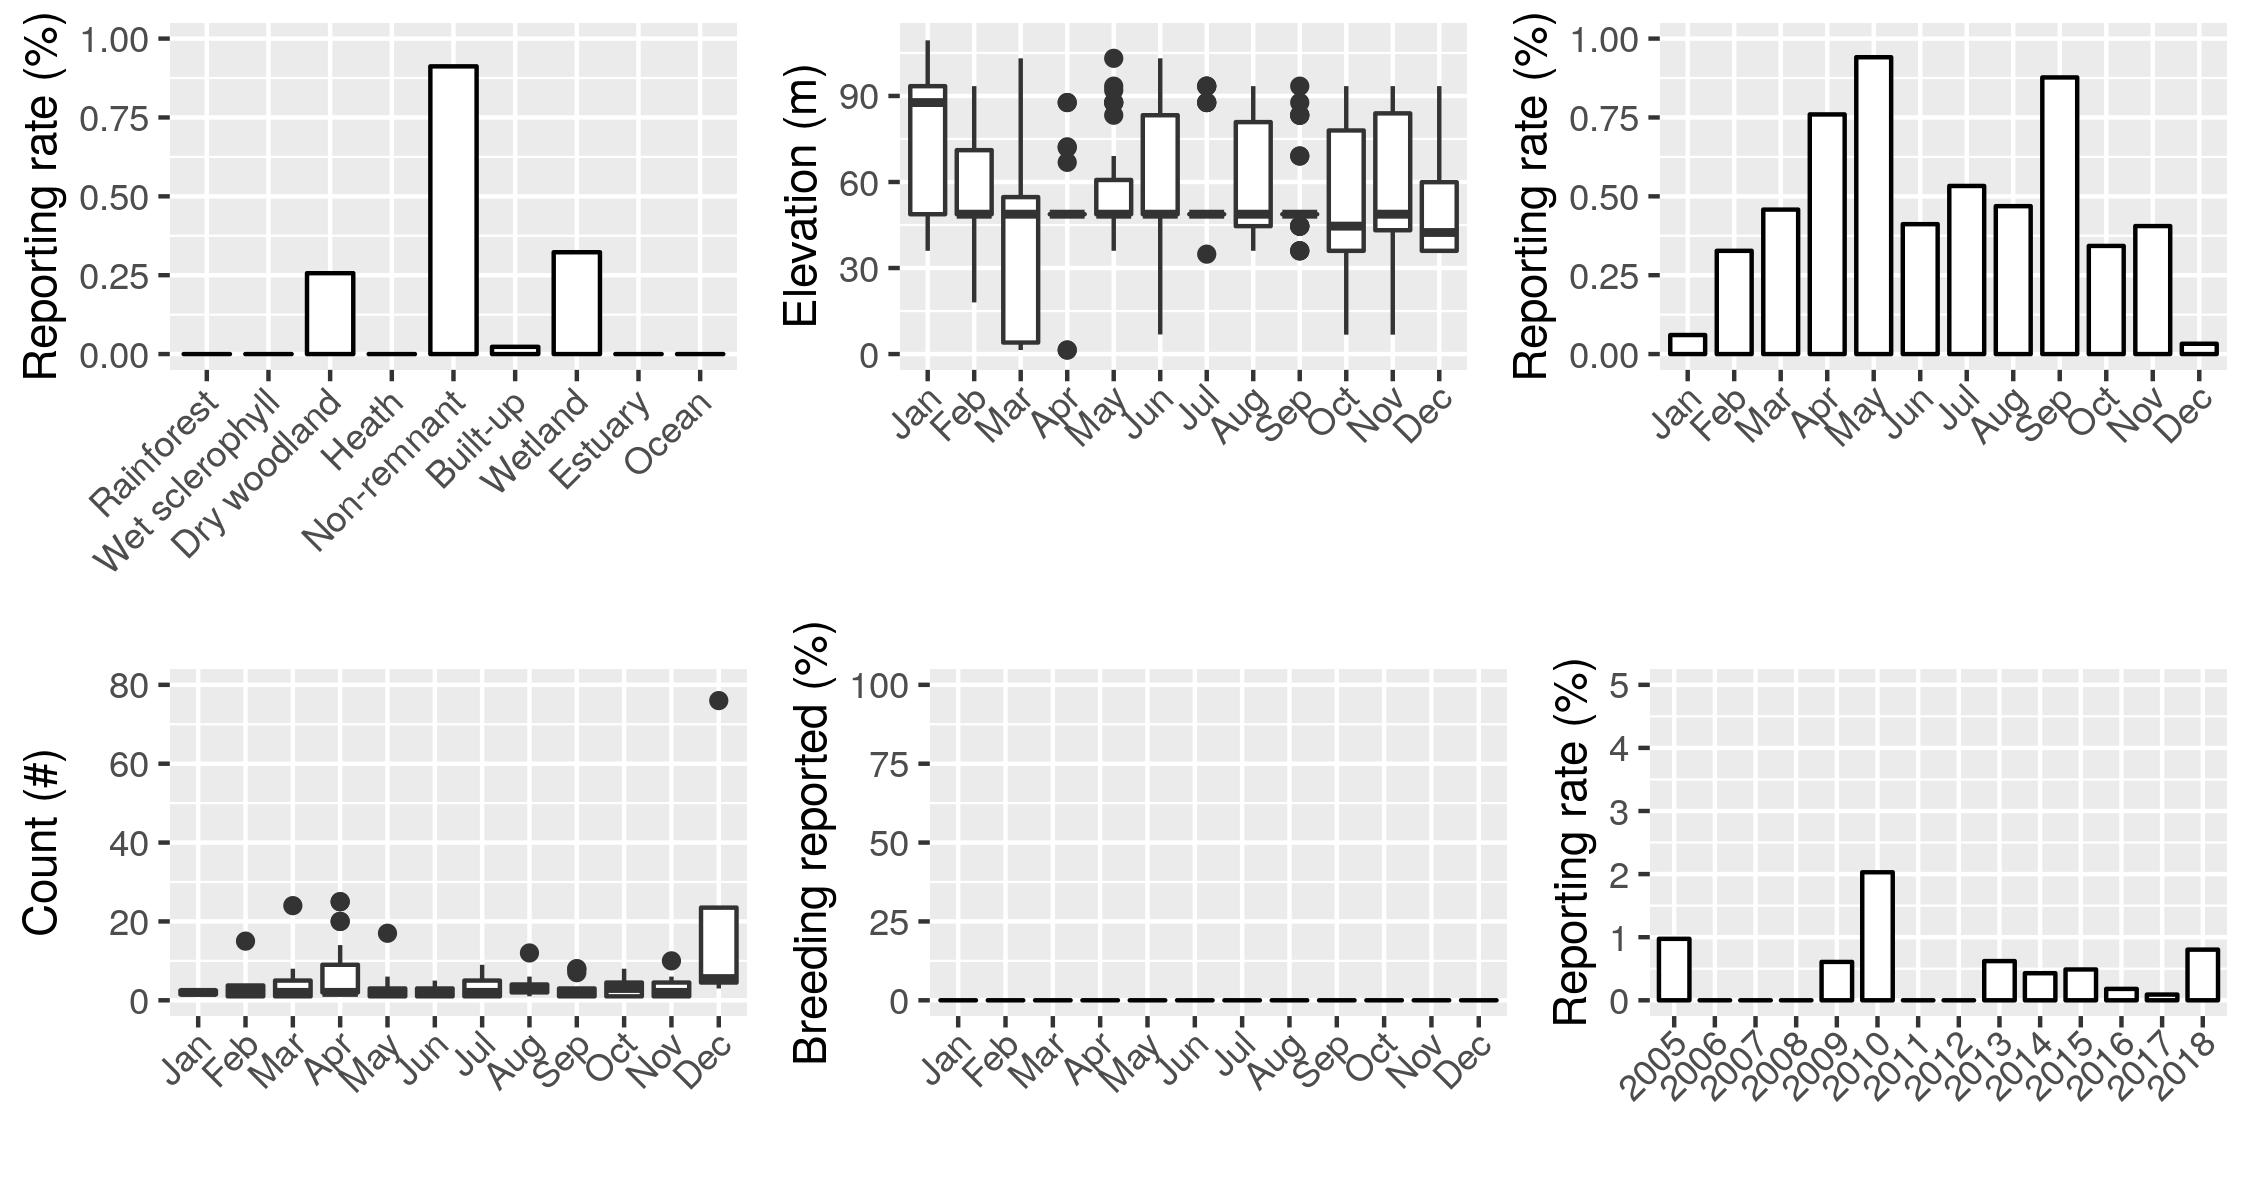 Reporting rate (%)
1.00
0.75
0.50
0.25
0.00
Rainforest
Wet sclerophyll
Dry woodland
Heath
Non-remnant
Built-up
Wetland
Estuary
Ocean
Elevation (m)
90
60
30
0
Jan
Feb
Mar
Apr
May
Jun
Jul
Aug
Sep
Oct
Nov
Dec
Reporting rate (%)
1.00
0.75
0.50
0.25
0.00
Jan
Feb
Mar
Apr
May
Jun
Jul
Aug
Sep
Oct
Nov
Dec
Count (#)
80
60
40
20
0
Jan
Feb
Mar
Apr
May
Jun
Jul
Aug
Sep
Oct
Nov
Dec
Breeding reported (%)
100
75
50
25
0
Jan
Feb
Mar
Apr
May
Jun
Jul
Aug
Sep
Oct
Nov
Dec
Reporting rate (%)
5
4
3
2
1
0
2005
2006
2007
2008
2009
2010
2011
2012
2013
2014
2015
2016
2017
2018